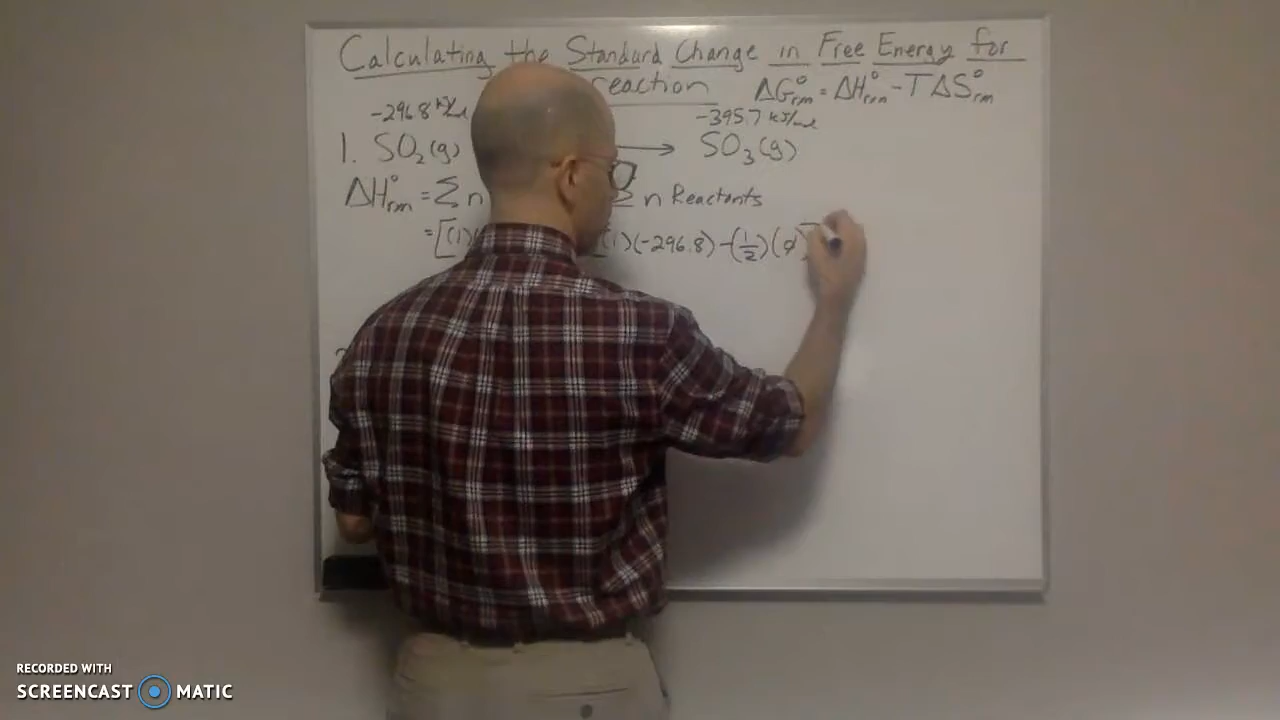 Calculating the Standard Change in Free Energy for
eaction ΔG°rxn = ΔH°rxn - TΔS°rxn
-296.8 kJ/mol -395.7 kJ/mol
1. SO₂(g) → SO₃(g)
ΔH°rxn = Σ n Σ n Reactants
= [(1)( [(1)(-296.8) - (1/2)(∅)]
RECORDED WITH
SCREENCAST MATIC